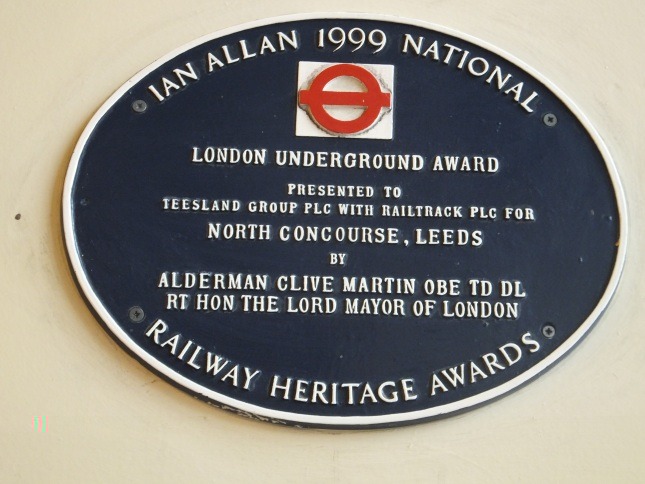 IAN ALLAN 1999 NATIONAL
LONDON UNDERGROUND AWARD
PRESENTED TO
TEESLAND GROUP PLC WITH RAILTRACK PLC FOR
NORTH CONCOURSE, LEEDS
BY
ALDERMAN CLIVE MARTIN OBE TD DL
RT HON THE LORD MAYOR OF LONDON
RAILWAY HERITAGE AWARDS